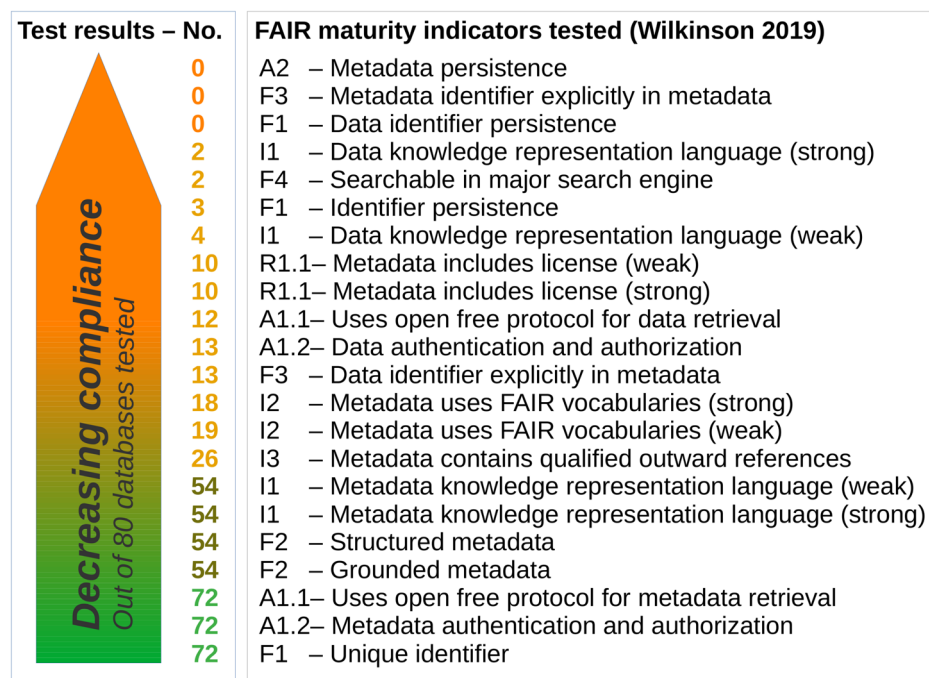 Test results – No.
FAIR maturity indicators tested (Wilkinson 2019)
0 A2 – Metadata persistence
0 F3 – Metadata identifier explicitly in metadata
0 F1 – Data identifier persistence
2 I1 – Data knowledge representation language (strong)
2 F4 – Searchable in major search engine
3 F1 – Identifier persistence
4 I1 – Data knowledge representation language (weak)
10 R1.1– Metadata includes license (weak)
10 R1.1– Metadata includes license (strong)
12 A1.1– Uses open free protocol for data retrieval
13 A1.2– Data authentication and authorization
13 F3 – Data identifier explicitly in metadata
18 I2 – Metadata uses FAIR vocabularies (strong)
19 I2 – Metadata uses FAIR vocabularies (weak)
26 I3 – Metadata contains qualified outward references
54 I1 – Metadata knowledge representation language (weak)
54 I1 – Metadata knowledge representation language (strong)
54 F2 – Structured metadata
54 F2 – Grounded metadata
72 A1.1– Uses open free protocol for metadata retrieval
72 A1.2– Metadata authentication and authorization
72 F1 – Unique identifier
Decreasing compliance
Out of 80 databases tested